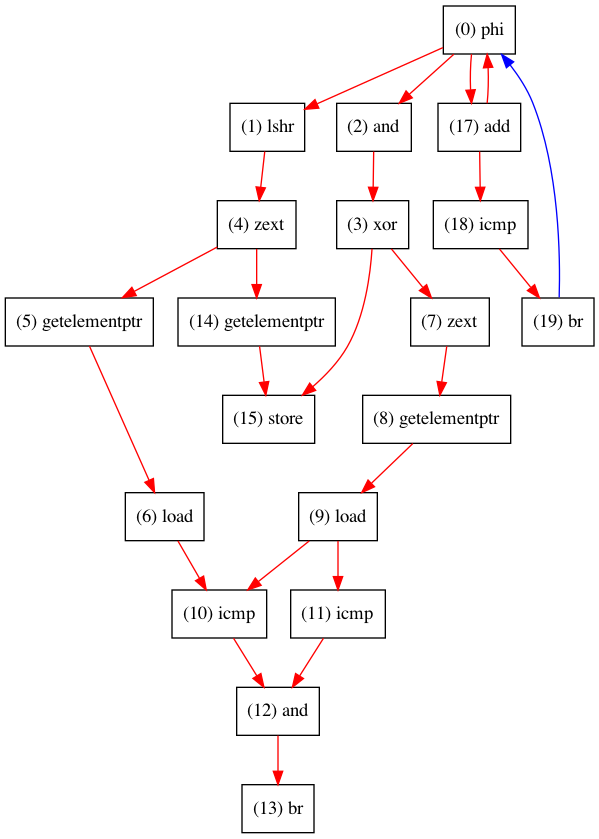 (0) phi
(1) lshr
(2) and
(17) add
(4) zext
(3) xor
(18) icmp
(5) getelementptr
(14) getelementptr
(7) zext
(19) br
(15) store
(8) getelementptr
(6) load
(9) load
(10) icmp
(11) icmp
(12) and
(13) br